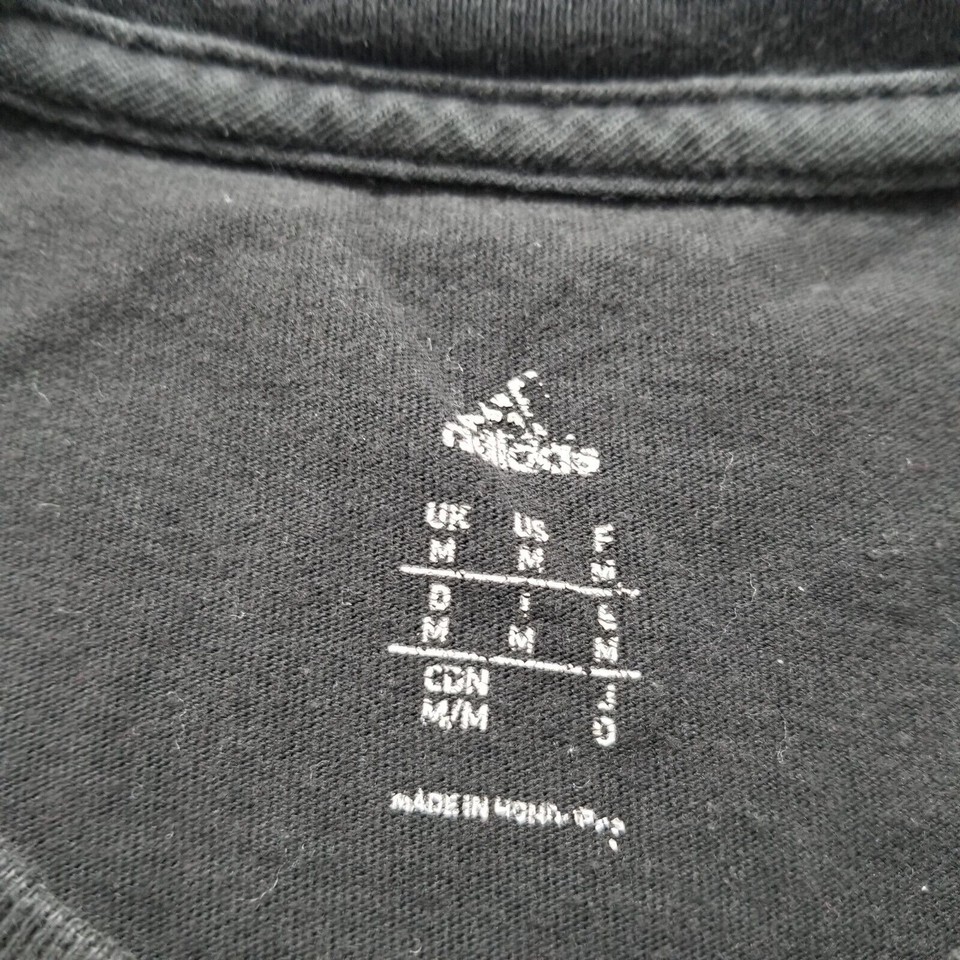 adidas
UK US F
M M M
D I E
M M M
CDN J
M/M O
MADE IN HONDURAS